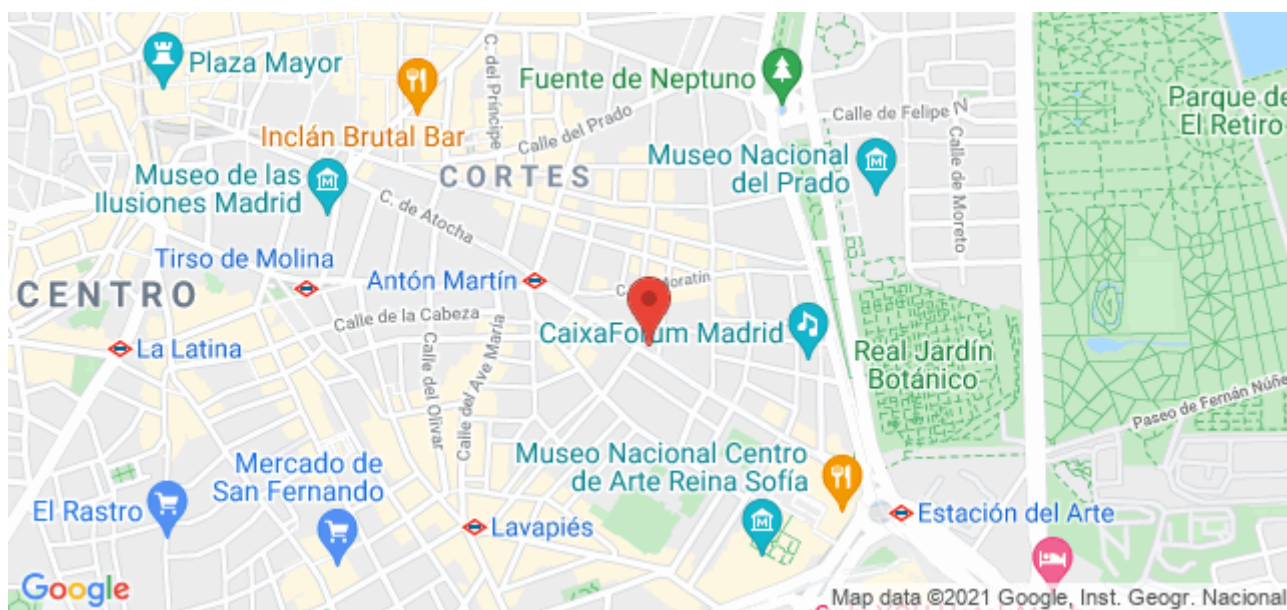 Plaza Mayor
Inclán Brutal Bar
C. del Príncipe
Calle del Prado
Fuente de Neptuno
Calle de Felipe
Calle de Moreto
Parque de
El Retiro
Museo de las
Ilusiones Madrid
CORTES
C. de Atocha
Museo Nacional
del Prado
Tirso de Molina
Antón Martín
CENTRO
Calle de la Cabeza
La Latina
Calle del Olivar
Calle del Ave María
CaixaForum Madrid
Real Jardín
Botánico
Paseo de Fernán Núñe
Mercado de
San Fernando
El Rastro
Lavapiés
Museo Nacional Centro
de Arte Reina Sofía
Estación del Arte
Google
Map data ©2021 Google, Inst. Geogr. Nacional